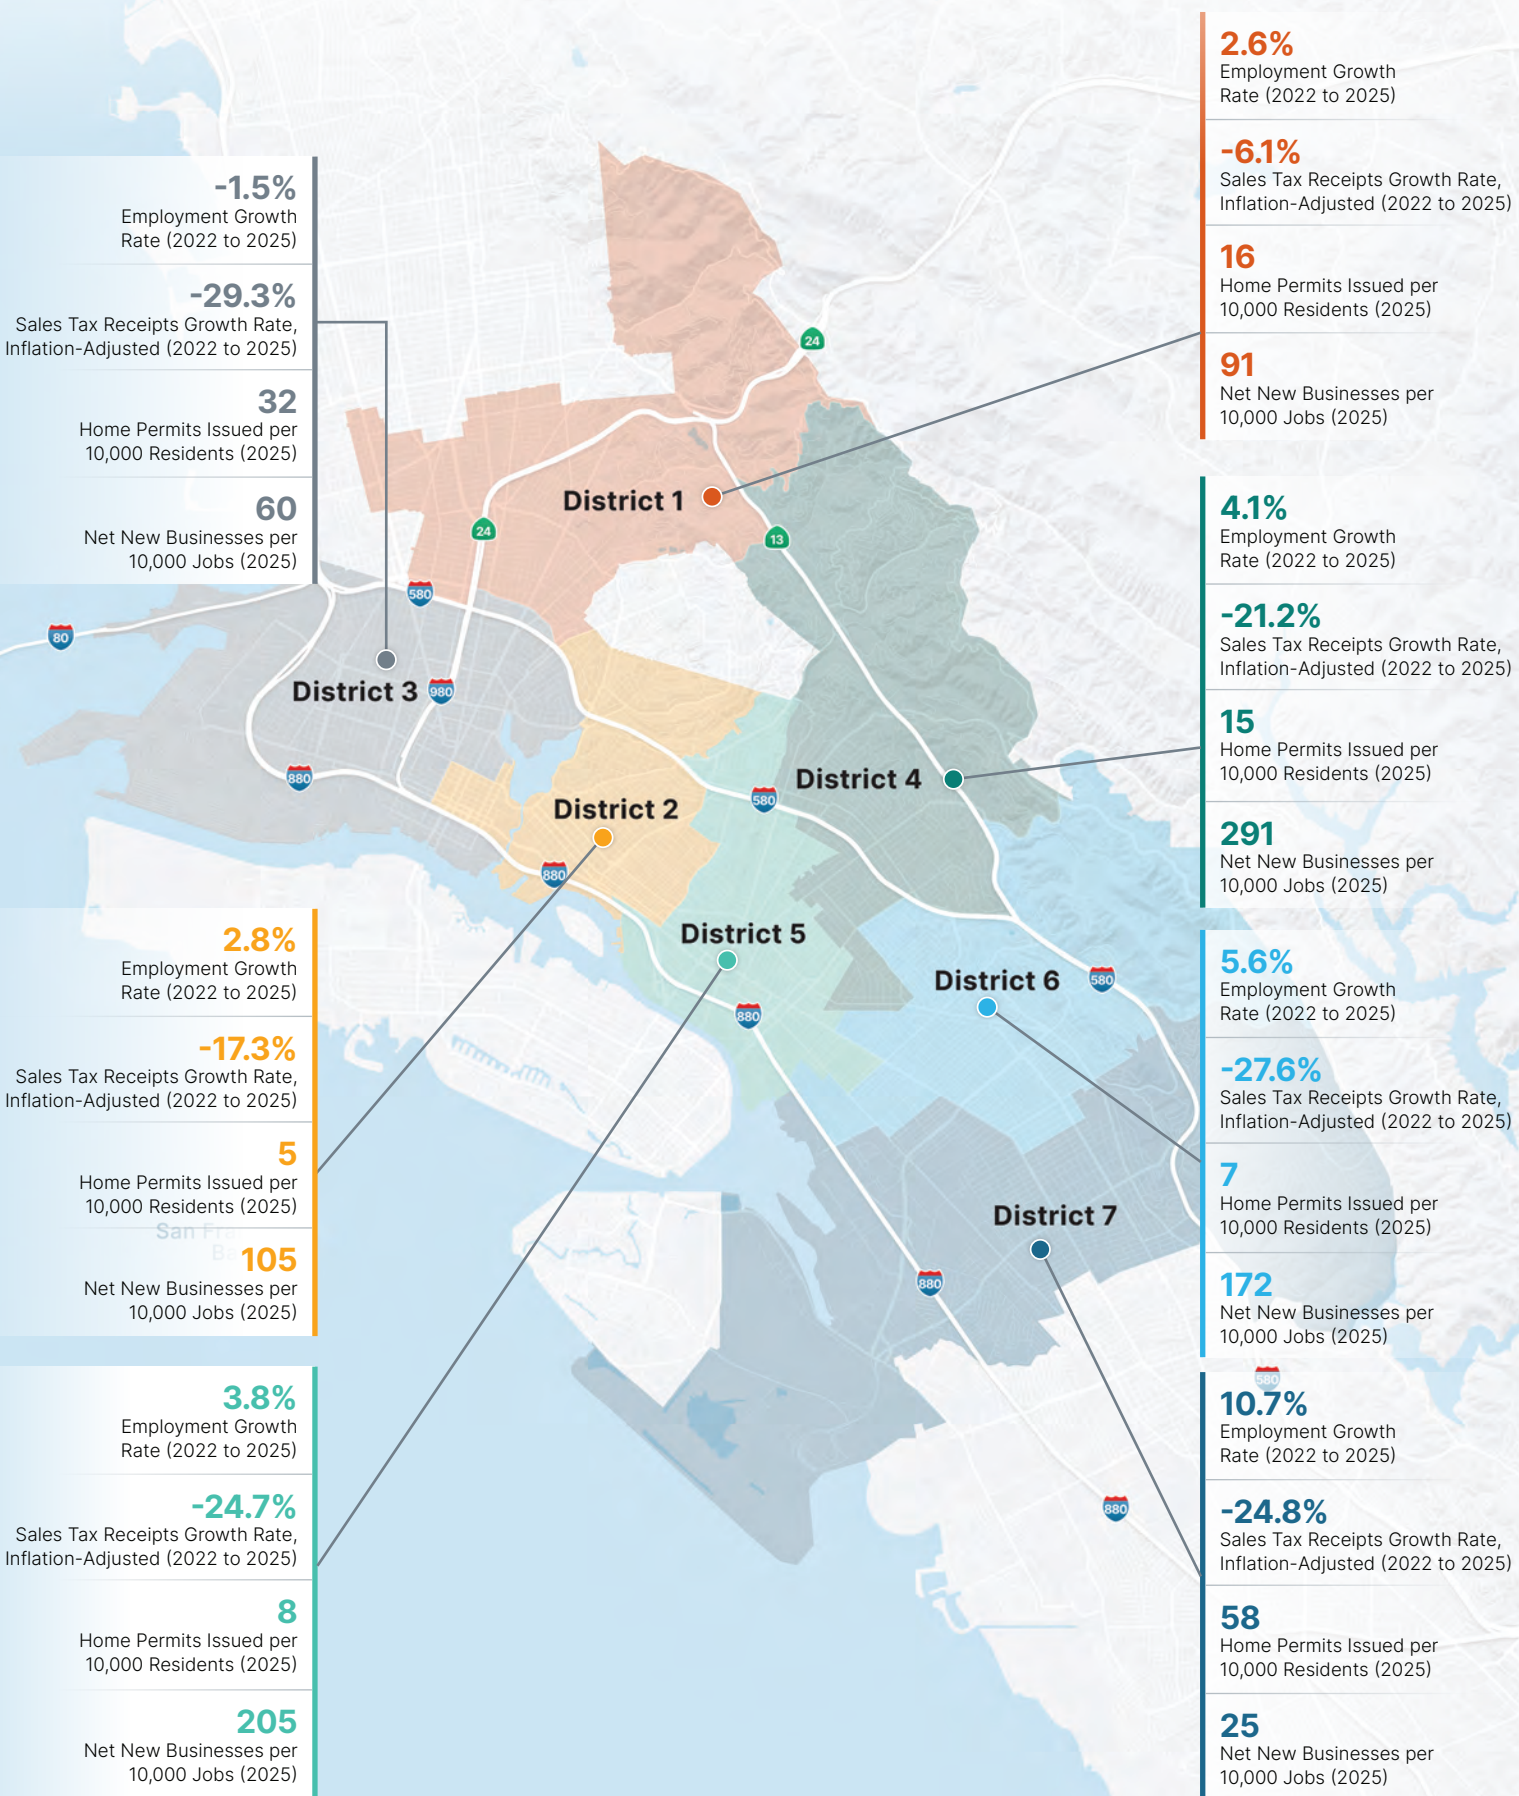 -1.5%
Employment Growth
Rate (2022 to 2025)
-29.3%
Sales Tax Receipts Growth Rate,
Inflation-Adjusted (2022 to 2025)
32
Home Permits Issued per
10,000 Residents (2025)
60
Net New Businesses per
10,000 Jobs (2025)
2.8%
Employment Growth
Rate (2022 to 2025)
-17.3%
Sales Tax Receipts Growth Rate,
Inflation-Adjusted (2022 to 2025)
5
Home Permits Issued per
10,000 Residents (2025)
San Fra
105
Net New Businesses per
10,000 Jobs (2025)
3.8%
Employment Growth
Rate (2022 to 2025)
-24.7%
Sales Tax Receipts Growth Rate,
Inflation-Adjusted (2022 to 2025)
8
Home Permits Issued per
10,000 Residents (2025)
205
Net New Businesses per
10,000 Jobs (2025)
24
District 1
24
13
580
80
District 3
980
880
District 4
580
District 2
880
District 5
District 6
580
880
District 7
880
880
2.6%
Employment Growth
Rate (2022 to 2025)
-6.1%
Sales Tax Receipts Growth Rate,
Inflation-Adjusted (2022 to 2025)
16
Home Permits Issued per
10,000 Residents (2025)
91
Net New Businesses per
10,000 Jobs (2025)
4.1%
Employment Growth
Rate (2022 to 2025)
-21.2%
Sales Tax Receipts Growth Rate,
Inflation-Adjusted (2022 to 2025)
15
Home Permits Issued per
10,000 Residents (2025)
291
Net New Businesses per
10,000 Jobs (2025)
5.6%
Employment Growth
Rate (2022 to 2025)
-27.6%
Sales Tax Receipts Growth Rate,
Inflation-Adjusted (2022 to 2025)
7
Home Permits Issued per
10,000 Residents (2025)
172
Net New Businesses per
10,000 Jobs (2025)
580
10.7%
Employment Growth
Rate (2022 to 2025)
-24.8%
Sales Tax Receipts Growth Rate,
Inflation-Adjusted (2022 to 2025)
58
Home Permits Issued per
10,000 Residents (2025)
25
Net New Businesses per
10,000 Jobs (2025)